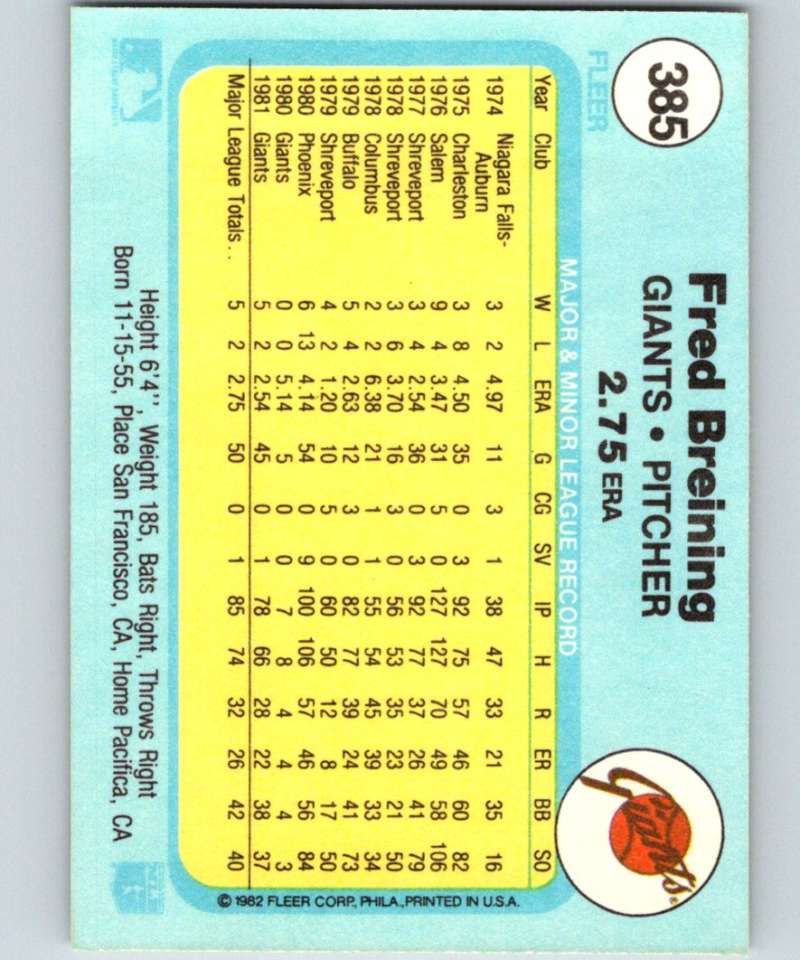 385
FLEER
Fred Breining
GIANTS • PITCHER
2.75 ERA
Giants
MAJOR & MINOR LEAGUE RECORD
Year Club W L ERA G CG SV IP H R ER BB SO
1974 Niagara Falls-
Auburn 3 2 4.97 11 3 1 38 47 33 21 35 16
1975 Charleston 3 8 4.50 35 0 3 92 75 57 46 60 82
1976 Salem 9 4 3.47 31 5 0 127 127 70 49 58 106
1977 Shreveport 3 4 2.54 36 0 3 92 77 37 26 41 79
1978 Shreveport 3 6 3.70 16 3 0 56 53 35 23 21 50
1978 Columbus 2 2 6.38 21 1 1 55 54 45 39 33 34
1979 Buffalo 5 4 2.63 12 3 0 82 77 39 24 41 73
1979 Shreveport 4 2 1.20 10 5 0 60 50 12 8 17 50
1980 Phoenix 6 13 4.14 54 0 9 100 106 57 46 56 84
1980 Giants 0 0 5.14 5 0 0 7 8 4 4 4 3
1981 Giants 5 2 2.54 45 0 1 78 66 28 22 38 37
Major League Totals . . 5 2 2.75 50 0 1 85 74 32 26 42 40
© 1982 FLEER CORP., PHILA., PRINTED IN U.S.A.
Height 6'4'', Weight 185, Bats Right, Throws Right
Born 11-15-55, Place San Francisco, CA, Home Pacifica, CA